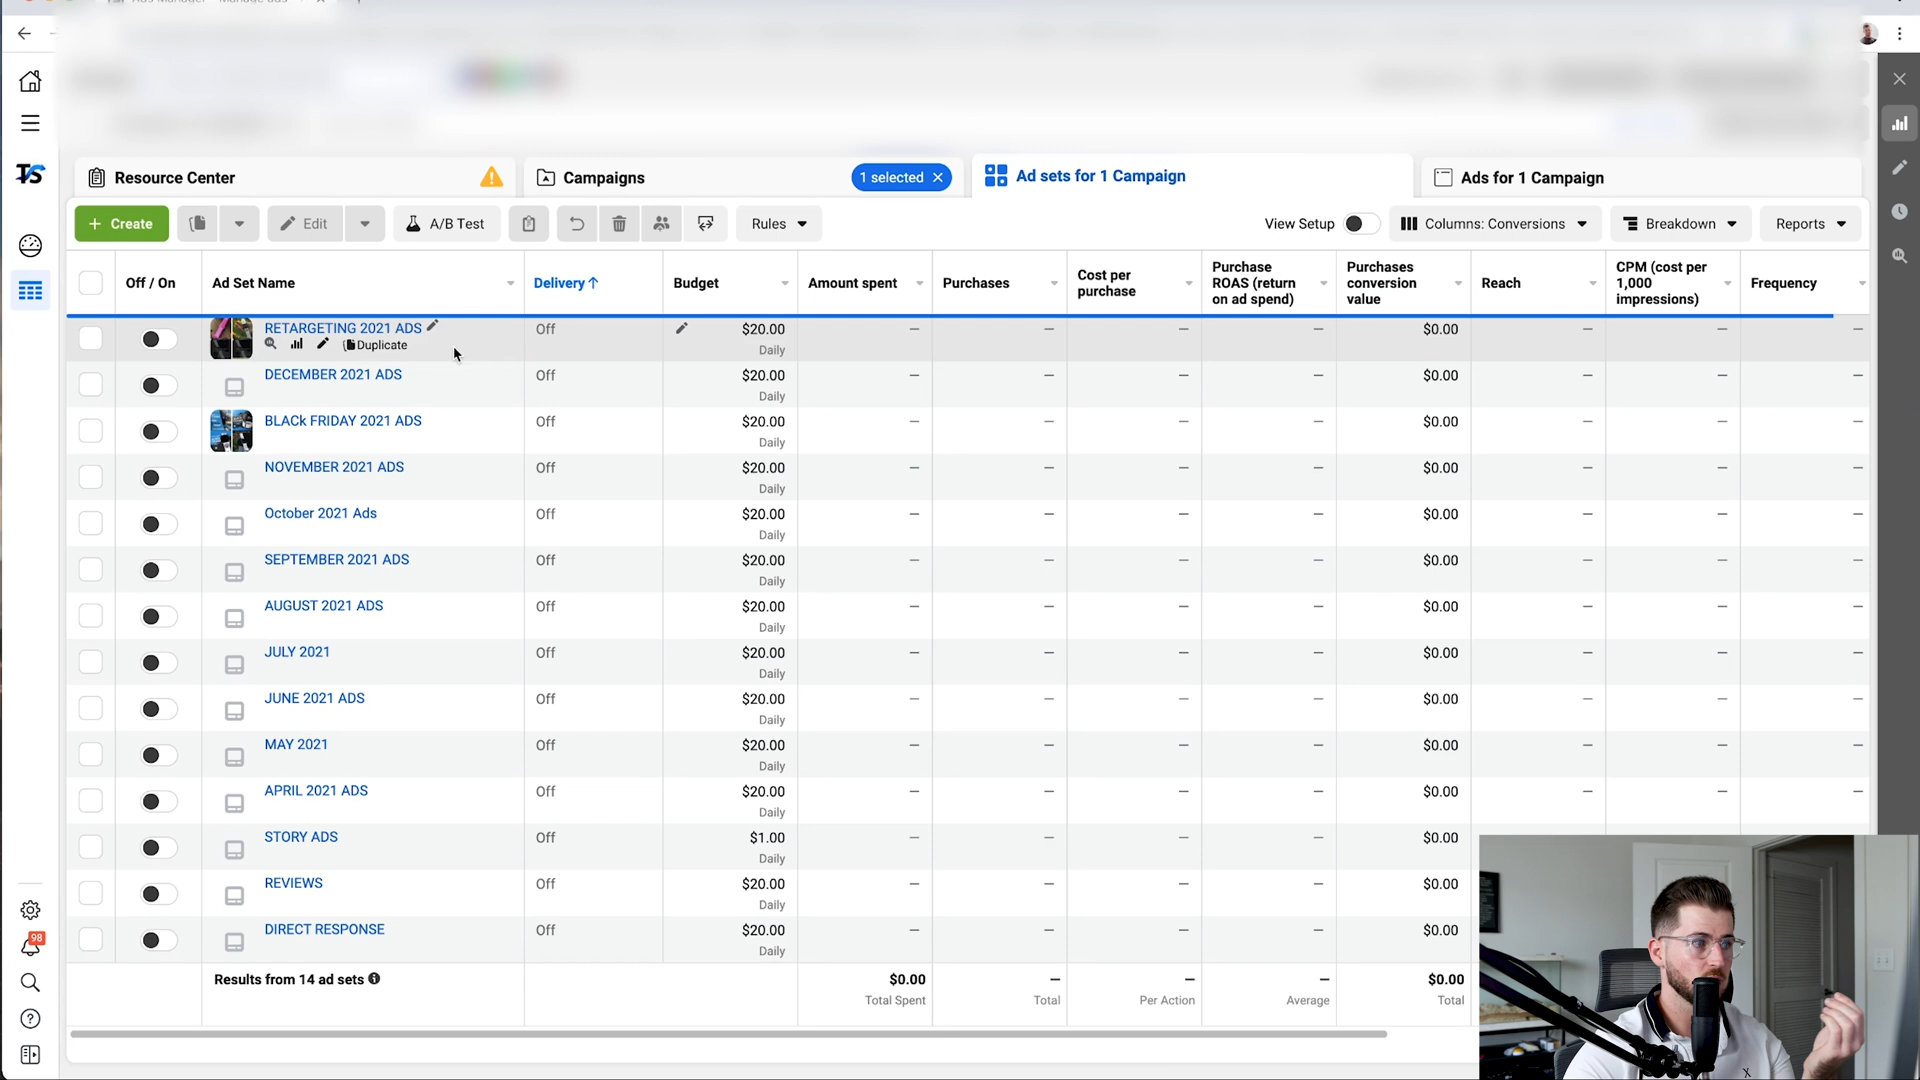 Resource Center
Campaigns
1 selected ×
Ad sets for 1 Campaign
Ads for 1 Campaign
+ Create
Edit
A/B Test
Rules
View Setup
Columns: Conversions
Breakdown
Reports
Off / On
Ad Set Name
Delivery ↑
Budget
Amount spent
Purchases
Cost per
purchase
Purchase
ROAS (return
on ad spend)
Purchases
conversion
value
Reach
CPM (cost per
1,000
impressions)
Frequency
RETARGETING 2021 ADS Off $20.00 — — — — $0.00 — — —
Duplicate Daily
DECEMBER 2021 ADS Off $20.00 — — — — $0.00 — — —
Daily
BLACk FRIDAY 2021 ADS Off $20.00 — — — — $0.00 — — —
Daily
NOVEMBER 2021 ADS Off $20.00 — — — — $0.00 — — —
Daily
October 2021 Ads Off $20.00 — — — — $0.00 — — —
Daily
SEPTEMBER 2021 ADS Off $20.00 — — — — $0.00 — — —
Daily
AUGUST 2021 ADS Off $20.00 — — — — $0.00 — — —
Daily
JULY 2021 Off $20.00 — — — — $0.00 — — —
Daily
JUNE 2021 ADS Off $20.00 — — — — $0.00 — — —
Daily
MAY 2021 Off $20.00 — — — — $0.00 — — —
Daily
APRIL 2021 ADS Off $20.00 — — — — $0.00 — — —
Daily
STORY ADS Off $1.00 — — — — $0.00
Daily
REVIEWS Off $20.00 — — — — $0.00
Daily
DIRECT RESPONSE Off $20.00 — — — — $0.00
Daily
98
Results from 14 ad sets $0.00 — — — $0.00
Total Spent Total Per Action Average Total